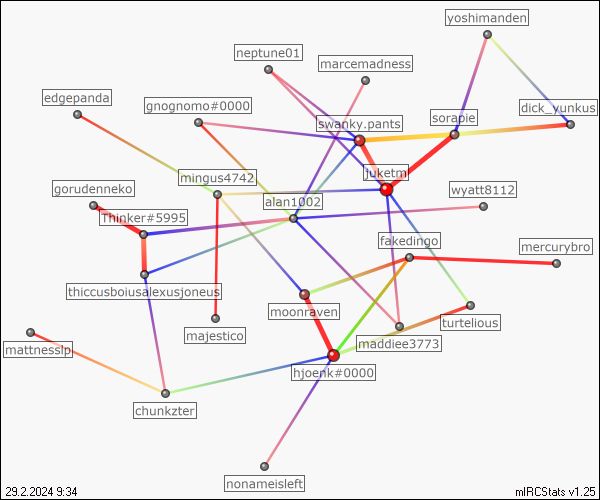 yoshimanden
neptune01
marcemadness
edgepanda
gnognomo#0000
dick_yunkus
swanky.pants
sorapie
juketrl
mingus4742
gorudenneko
wyatt8112
alan1002
Thinker#5995
fakedingo
mercurybro
thiccusboiusalexusjoneus
moonraven
turtelious
majestico
maddiee3773
mattnesslp
hjoenk#0000
chunkzter
nonameisleft
29.2.2024 9:34
mIRCStats v1.25